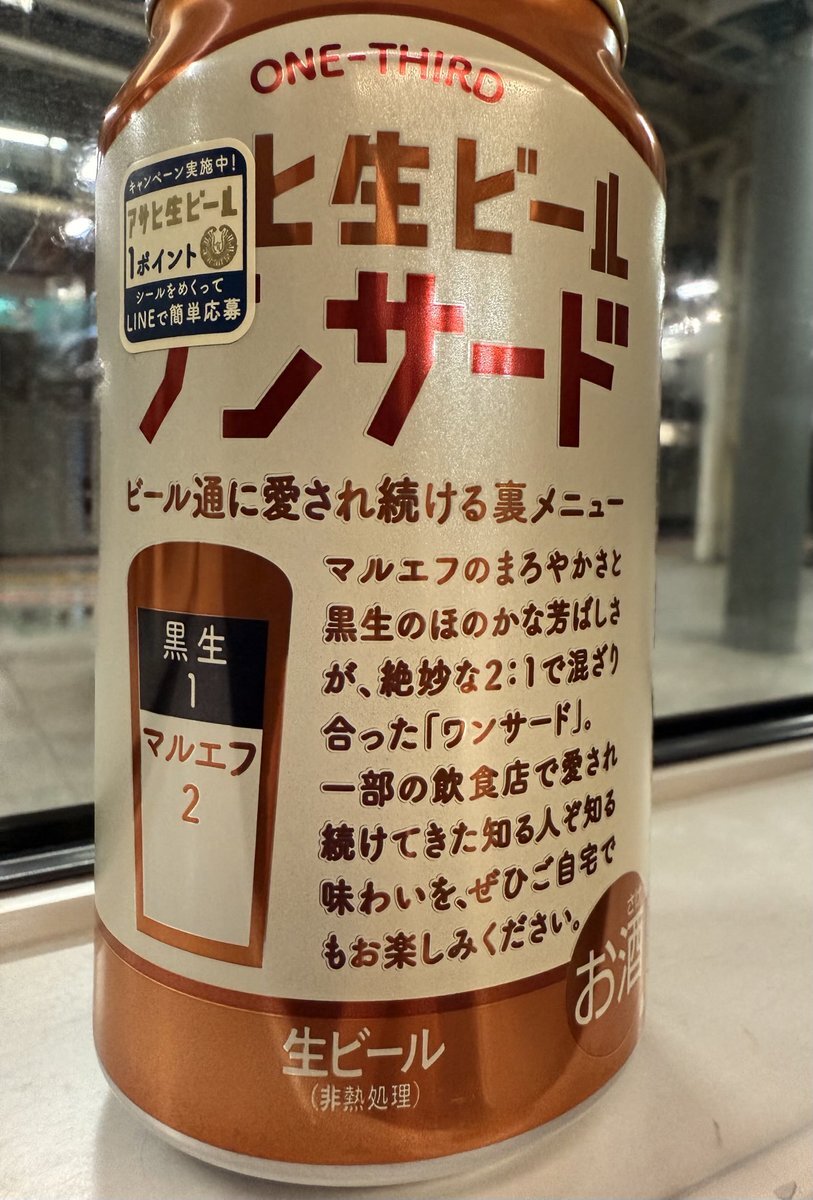 ONE-THIRD
ヒ生ビール
ワンサード
キャンペーン実施中!
アサヒ生ビール
1ポイント
シールをめくって
LINEで簡単応募
ビール通に愛され続ける裏メニュー
黒生
1
マルエフ
2
マルエフのまろやかさと
黒生のほのかな芳ばしさ
が、絶妙な2:1で混ざり
合った「ワンサード」。
一部の飲食店で愛され
続けてきた知る人ぞ知る
味わいを、ぜひご自宅で
もお楽しみください。
お酒
生ビール
(非熱処理)